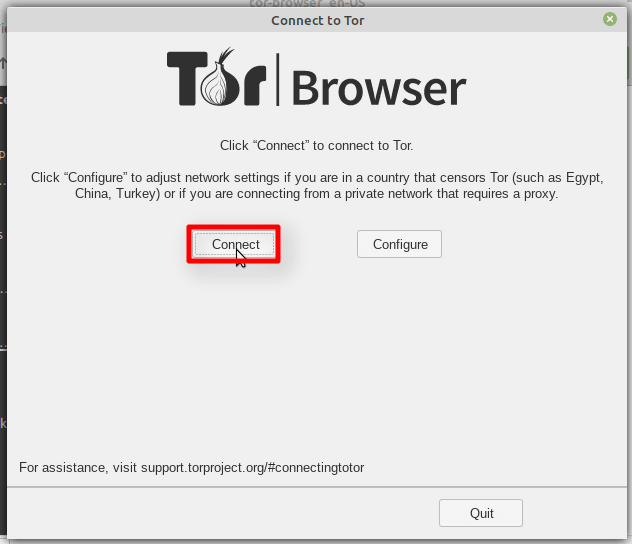 tor-browser_en-US
Connect to Tor
Tor Browser
Click “Connect” to connect to Tor.
Click “Configure” to adjust network settings if you are in a country that censors Tor (such as Egypt,
China, Turkey) or if you are connecting from a private network that requires a proxy.
Connect
Configure
For assistance, visit support.torproject.org/#connectingtotor
Quit